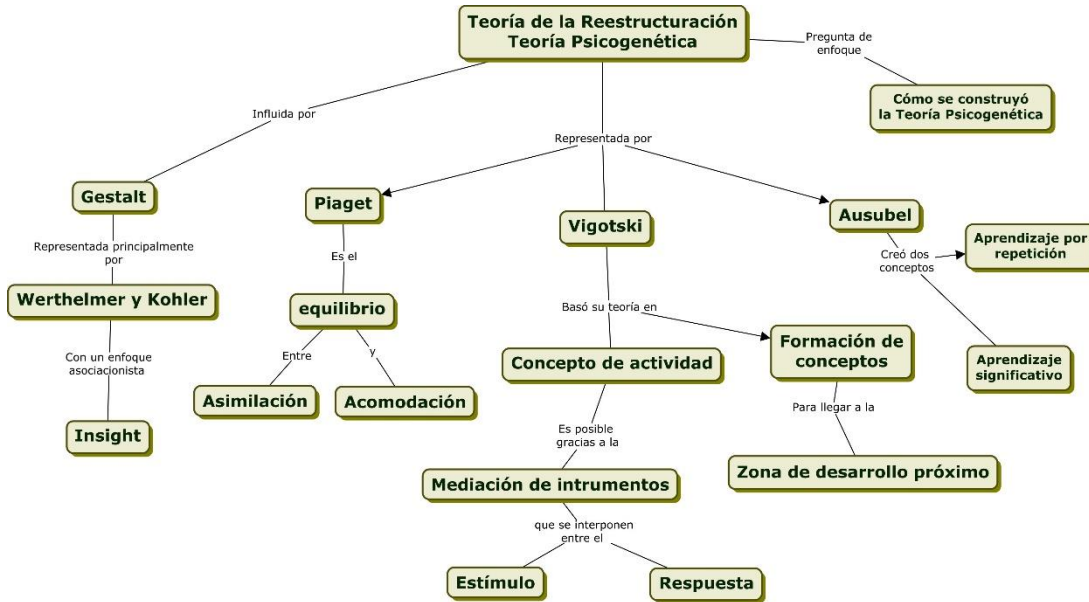 Teoría de la Reestructuración
Teoría Psicogenética
Pregunta de
enfoque
Cómo se construyó
la Teoría Psicogenética
Influida por
Representada por
Gestalt
Piaget
Vigotski
Ausubel
Representada principalmente
por
Es el
Creó dos
conceptos
Aprendizaje por
repetición
Werthelmer y Kohler
equilibrio
Basó su teoría en
Con un enfoque
asociacionista
Entre
y
Concepto de actividad
Formación de
conceptos
Aprendizaje
significativo
Asimilación
Acomodación
Insight
Es posible
gracias a la
Para llegar a la
Mediación de intrumentos
Zona de desarrollo próximo
que se interponen
entre el
Estímulo
Respuesta